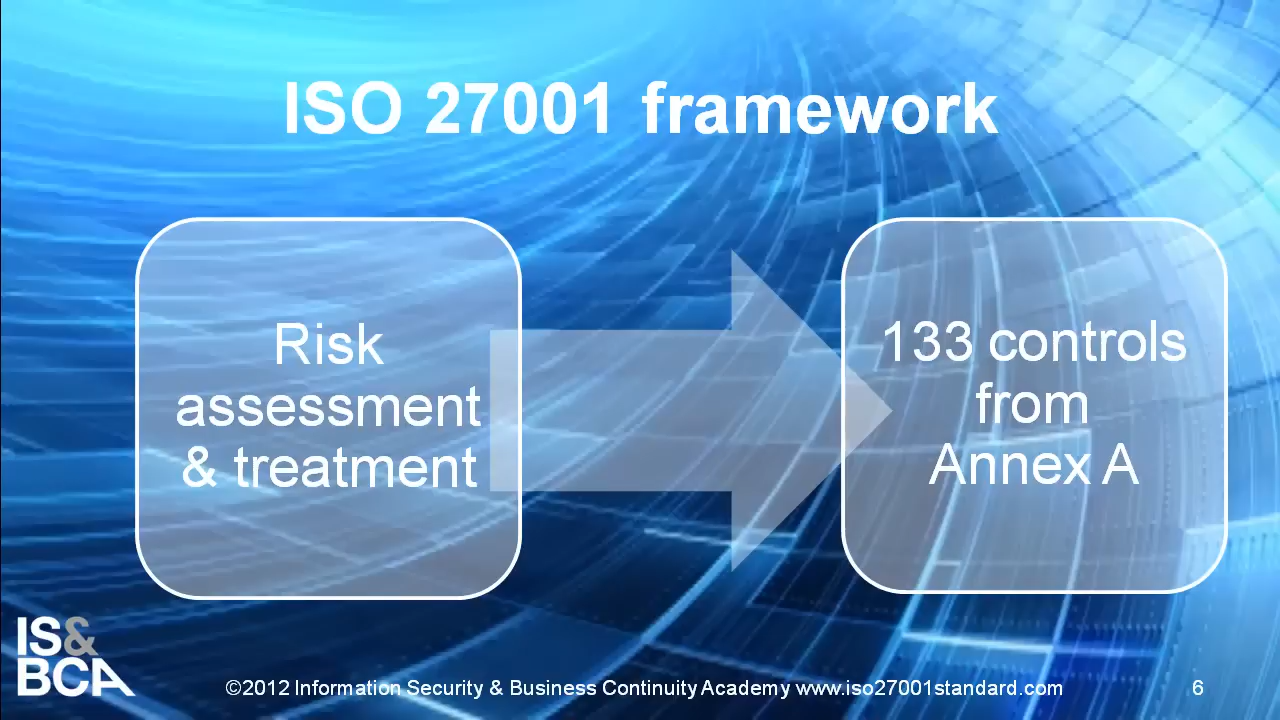 ISO 27001 framework
Risk
assessment
& treatment
133 controls
from
Annex A
IS&
BCA
©2012 Information Security & Business Continuity Academy www.iso27001standard.com
6